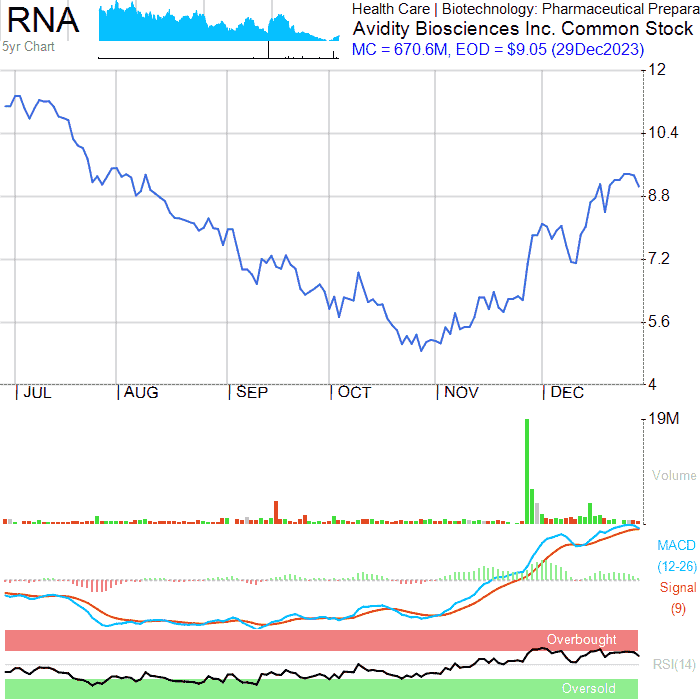 RNA
5yr Chart
Health Care | Biotechnology: Pharmaceutical Prepara
Avidity Biosciences Inc. Common Stock
MC = 670.6M, EOD = $9.05 (29Dec2023)
12
10.4
8.8
7.2
5.6
4
JUL AUG SEP OCT NOV DEC
19M
Volume
MACD
(12-26)
Signal
(9)
Overbought
RSI(14)
Oversold